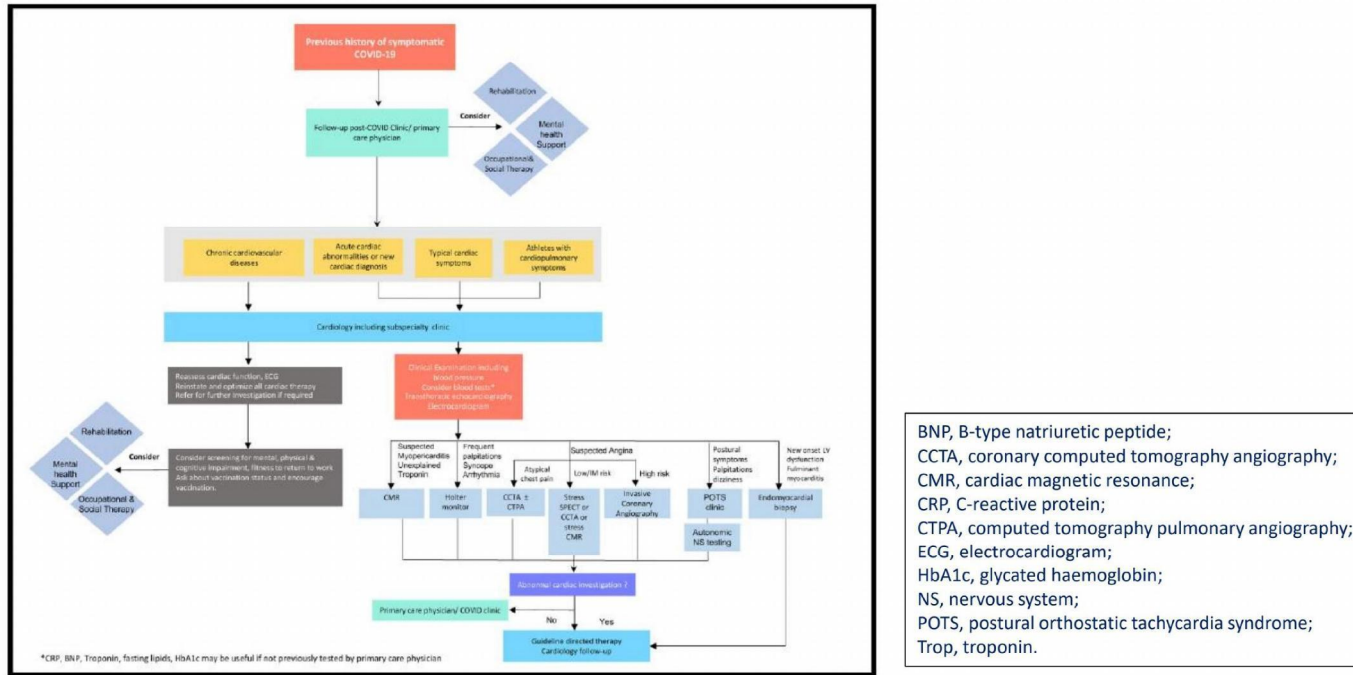 Previous history of symptomatic
COVID-19
Follow-up post-COVID Clinic/ primary
care physician
Consider
Rehabilitation
Mental
health
Support
Occupational&
Social Therapy
Chronic cardiovascular
diseases
Acute cardiac
abnormalities or new
cardiac diagnosis
Typical cardiac
symptoms
Athletes with
cardiopulmonary
symptoms
Cardiology including subspecialty clinic
Reassess cardiac function, ECG
Reinstate and optimize all cardiac therapy
Refer for further investigation if required
Consider screening for mental, physical &
cognitive impairment, fitness to return to work
Ask about vaccination status and encourage
vaccination.
Consider
Rehabilitation
Mental
health
Support
Occupational &
Social Therapy
Clinical Examination including
blood pressure
Consider blood tests*
Transthoracic echocardiography
Electrocardiogram
Suspected
Myopericarditis
Unexplained
Troponin
Frequent
palpitations
Syncope
Arrhythmia
Suspected Angina
Atypical
chest pain
Low/IM risk
High risk
Postural
symptoms
Palpitations
dizziness
New onset LV
dysfunction
Fulminant
myocarditis
CMR
Holter
monitor
CCTA ±
CTPA
Stress
SPECT or
CCTA or
stress
CMR
Invasive
Coronary
Angiography
POTS
clinic
Autonomic
NS testing
Endomyocardial
biopsy
Abnormal cardiac investigation ?
Primary care physician/ COVID clinic
No
Yes
Guideline directed therapy
Cardiology follow-up
*CRP, BNP, Troponin, fasting lipids, HbA1c may be useful if not previously tested by primary care physician
BNP, B-type natriuretic peptide;
CCTA, coronary computed tomography angiography;
CMR, cardiac magnetic resonance;
CRP, C-reactive protein;
CTPA, computed tomography pulmonary angiography;
ECG, electrocardiogram;
HbA1c, glycated haemoglobin;
NS, nervous system;
POTS, postural orthostatic tachycardia syndrome;
Trop, troponin.